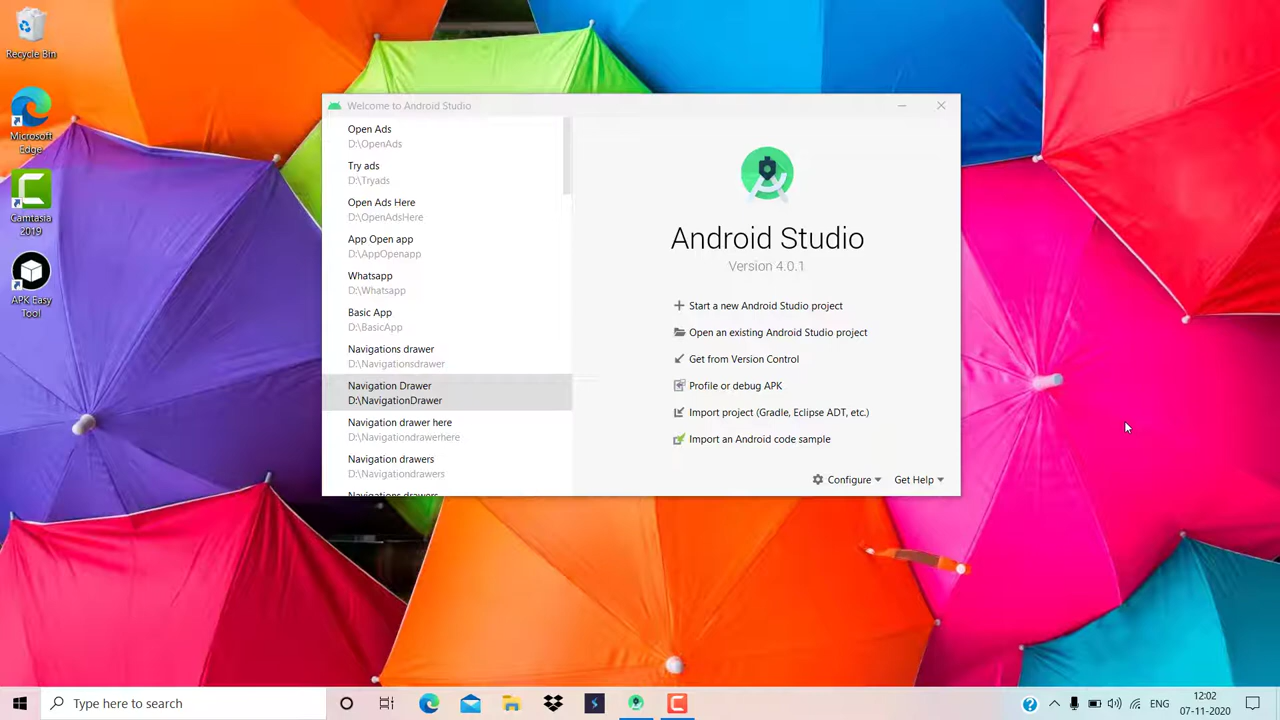 Recycle Bin
Microsoft
Edge
Camtasia
2019
APK Easy
Tool
Welcome to Android Studio
Open Ads
D:\OpenAds
Try ads
D:\Tryads
Open Ads Here
D:\OpenAdsHere
App Open app
D:\AppOpenapp
Whatsapp
D:\Whatsapp
Basic App
D:\BasicApp
Navigations drawer
D:\Navigationsdrawer
Navigation Drawer
D:\NavigationDrawer
Navigation drawer here
D:\Navigationdrawerhere
Navigation drawers
D:\Navigationdrawers
Navigations drawers
Android Studio
Version 4.0.1
Start a new Android Studio project
Open an existing Android Studio project
Get from Version Control
Profile or debug APK
Import project (Gradle, Eclipse ADT, etc.)
Import an Android code sample
Configure
Get Help
Type here to search
ENG
12:02
07-11-2020